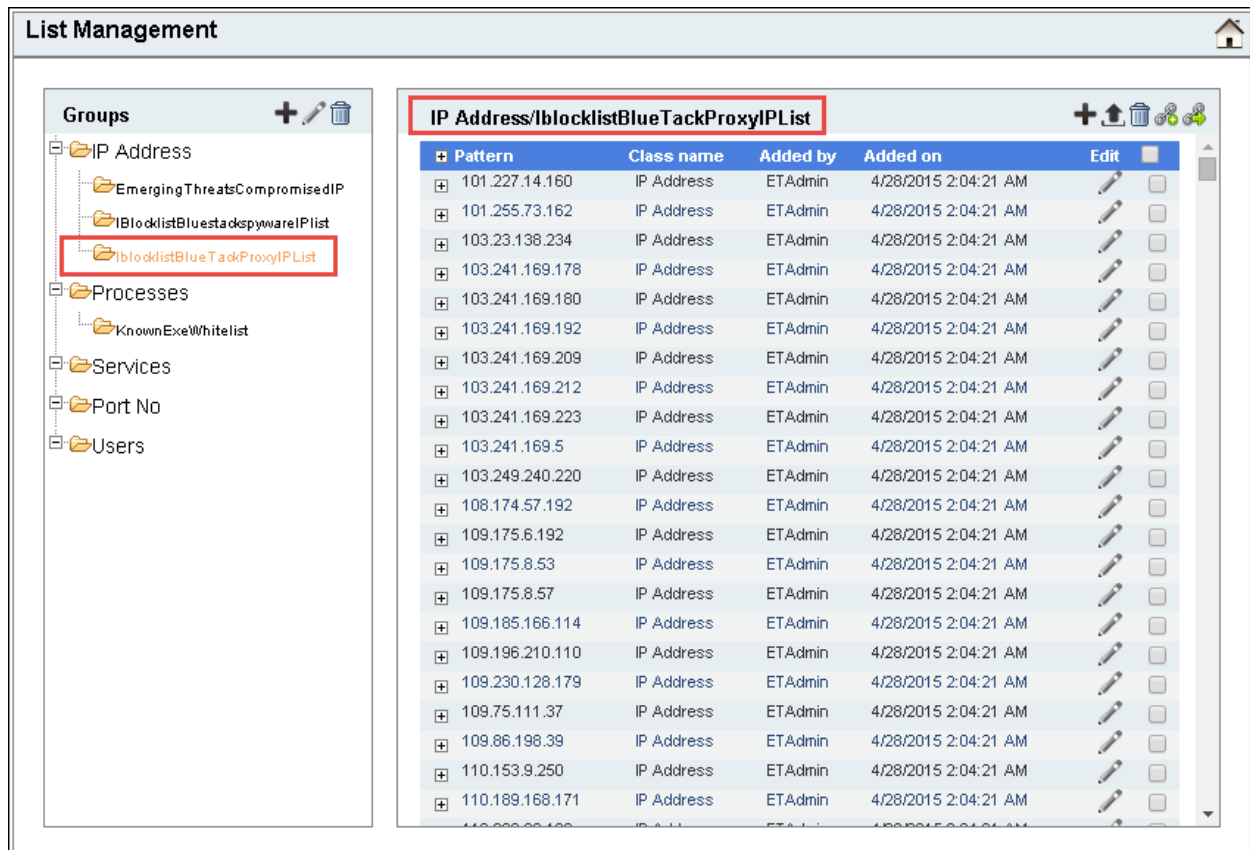 List Management
Groups
IP Address
EmergingThreatsCompromisedIP
IBlocklistBluestackspywareIPlist
IblocklistBlueTackProxyIPList
Processes
KnownExeWhitelist
Services
Port No
Users
IP Address/IblocklistBlueTackProxyIPList
Pattern Class name Added by Added on Edit
101.227.14.160 IP Address ETAdmin 4/28/2015 2:04:21 AM
101.255.73.162 IP Address ETAdmin 4/28/2015 2:04:21 AM
103.23.138.234 IP Address ETAdmin 4/28/2015 2:04:21 AM
103.241.169.178 IP Address ETAdmin 4/28/2015 2:04:21 AM
103.241.169.180 IP Address ETAdmin 4/28/2015 2:04:21 AM
103.241.169.192 IP Address ETAdmin 4/28/2015 2:04:21 AM
103.241.169.209 IP Address ETAdmin 4/28/2015 2:04:21 AM
103.241.169.212 IP Address ETAdmin 4/28/2015 2:04:21 AM
103.241.169.223 IP Address ETAdmin 4/28/2015 2:04:21 AM
103.241.169.5 IP Address ETAdmin 4/28/2015 2:04:21 AM
103.249.240.220 IP Address ETAdmin 4/28/2015 2:04:21 AM
108.174.57.192 IP Address ETAdmin 4/28/2015 2:04:21 AM
109.175.6.192 IP Address ETAdmin 4/28/2015 2:04:21 AM
109.175.8.53 IP Address ETAdmin 4/28/2015 2:04:21 AM
109.175.8.57 IP Address ETAdmin 4/28/2015 2:04:21 AM
109.185.166.114 IP Address ETAdmin 4/28/2015 2:04:21 AM
109.196.210.110 IP Address ETAdmin 4/28/2015 2:04:21 AM
109.230.128.179 IP Address ETAdmin 4/28/2015 2:04:21 AM
109.75.111.37 IP Address ETAdmin 4/28/2015 2:04:21 AM
109.86.198.39 IP Address ETAdmin 4/28/2015 2:04:21 AM
110.153.9.250 IP Address ETAdmin 4/28/2015 2:04:21 AM
110.189.168.171 IP Address ETAdmin 4/28/2015 2:04:21 AM